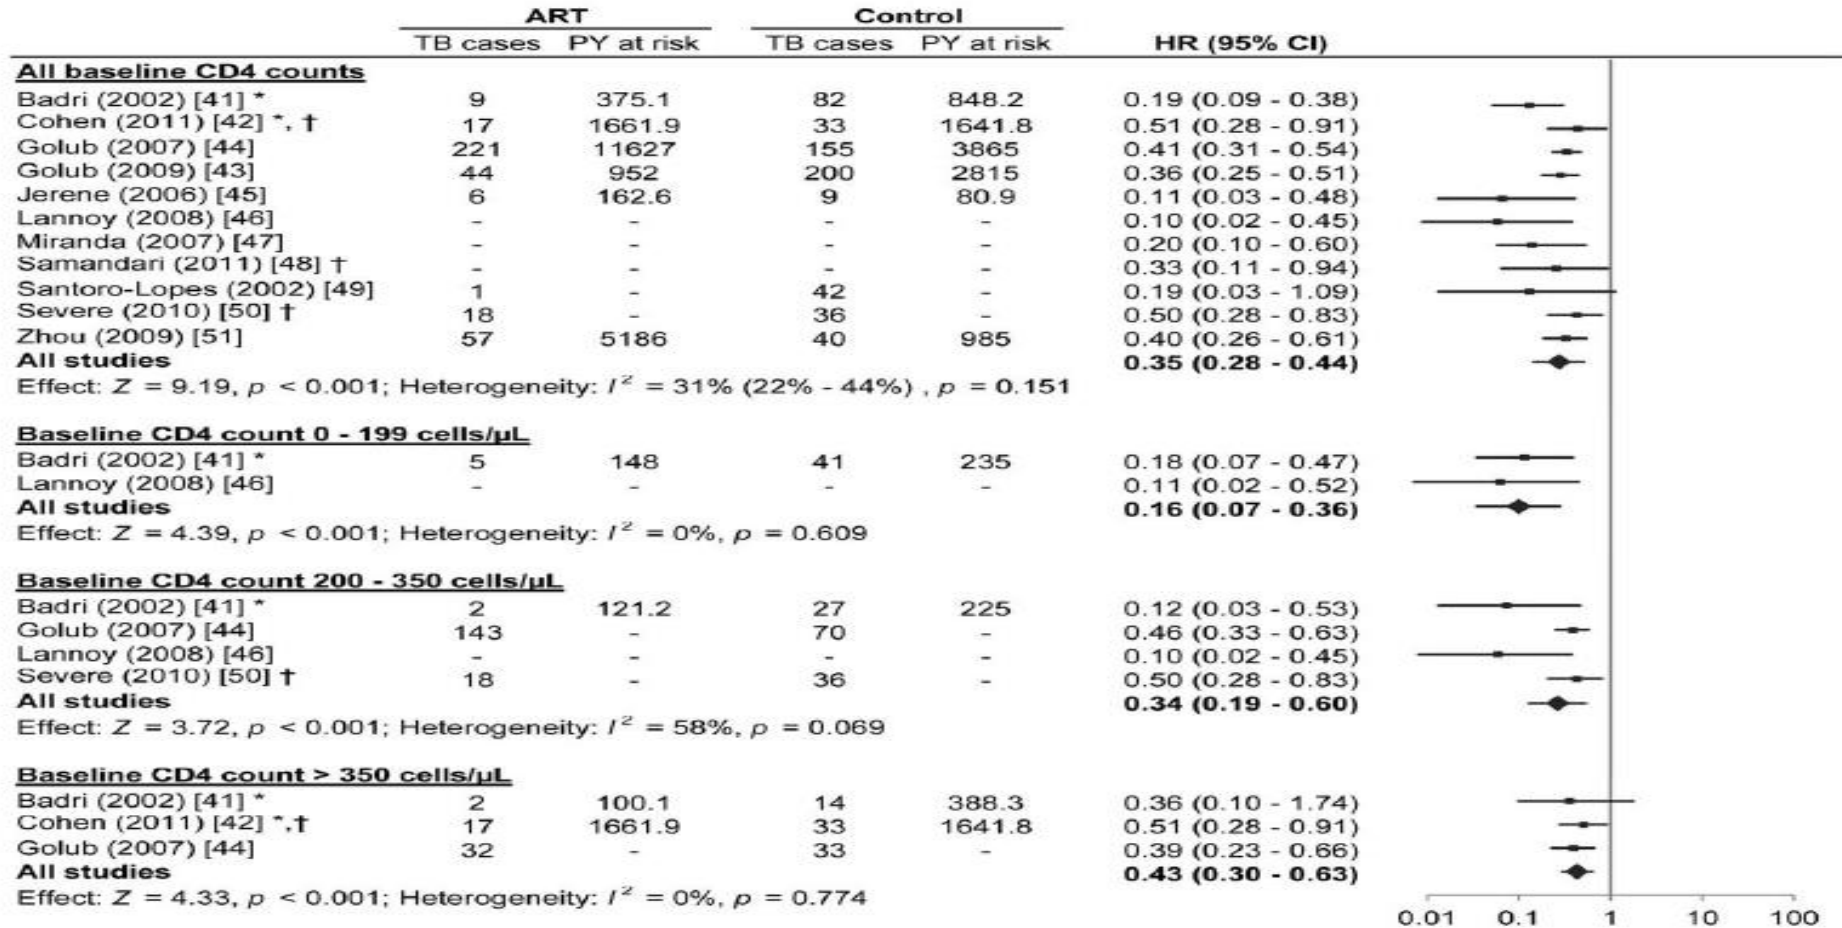 ART Control
TB cases PY at risk TB cases PY at risk HR (95% CI)
All baseline CD4 counts
Badri (2002) [41] * 9 375.1 82 848.2 0.19 (0.09 - 0.38)
Cohen (2011) [42] *, † 17 1661.9 33 1641.8 0.51 (0.28 - 0.91)
Golub (2007) [44] 221 11627 155 3865 0.41 (0.31 - 0.54)
Golub (2009) [43] 44 952 200 2815 0.36 (0.25 - 0.51)
Jerene (2006) [45] 6 162.6 9 80.9 0.11 (0.03 - 0.48)
Lannoy (2008) [46] - - - - 0.10 (0.02 - 0.45)
Miranda (2007) [47] - - - - 0.20 (0.10 - 0.60)
Samandari (2011) [48] † - - - - 0.33 (0.11 - 0.94)
Santoro-Lopes (2002) [49] 1 - 42 - 0.19 (0.03 - 1.09)
Severe (2010) [50] † 18 - 36 - 0.50 (0.28 - 0.83)
Zhou (2009) [51] 57 5186 40 985 0.40 (0.26 - 0.61)
All studies 0.35 (0.28 - 0.44)
Effect: Z = 9.19, p < 0.001; Heterogeneity: I² = 31% (22% - 44%) , p = 0.151
Baseline CD4 count 0 - 199 cells/µL
Badri (2002) [41] * 5 148 41 235 0.18 (0.07 - 0.47)
Lannoy (2008) [46] - - - - 0.11 (0.02 - 0.52)
All studies 0.16 (0.07 - 0.36)
Effect: Z = 4.39, p < 0.001; Heterogeneity: I² = 0%, p = 0.609
Baseline CD4 count 200 - 350 cells/µL
Badri (2002) [41] * 2 121.2 27 225 0.12 (0.03 - 0.53)
Golub (2007) [44] 143 - 70 - 0.46 (0.33 - 0.63)
Lannoy (2008) [46] - - - - 0.10 (0.02 - 0.45)
Severe (2010) [50] † 18 - 36 - 0.50 (0.28 - 0.83)
All studies 0.34 (0.19 - 0.60)
Effect: Z = 3.72, p < 0.001; Heterogeneity: I² = 58%, p = 0.069
Baseline CD4 count > 350 cells/µL
Badri (2002) [41] * 2 100.1 14 388.3 0.36 (0.10 - 1.74)
Cohen (2011) [42] *,† 17 1661.9 33 1641.8 0.51 (0.28 - 0.91)
Golub (2007) [44] 32 - 33 - 0.39 (0.23 - 0.66)
All studies 0.43 (0.30 - 0.63)
Effect: Z = 4.33, p < 0.001; Heterogeneity: I² = 0%, p = 0.774
0.01 0.1 1 10 100